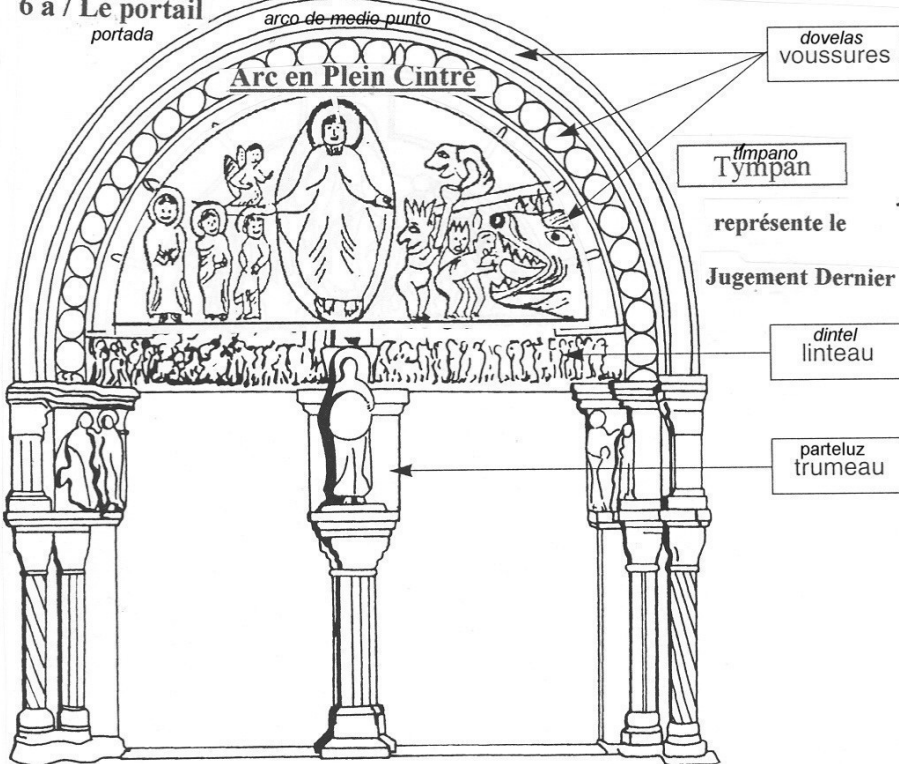 6 a / Le portail
portada
arco de medio punto
Arc en Plein Cintre
dovelas
voussures
tímpano
Tympan
représente le
Jugement Dernier
dintel
linteau
parteluz
trumeau